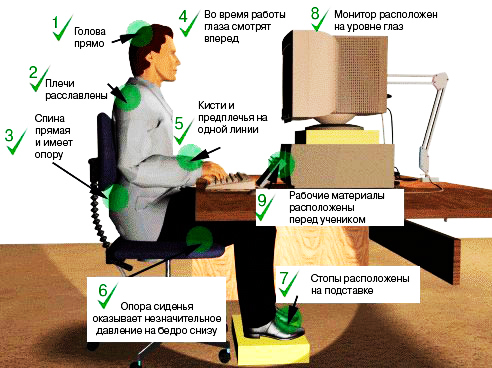 1
Голова
прямо
2
Плечи
расславлены
3
Спина
прямая
и имеет
опору
4
Во время работы
глаза смотрят
вперед
5
Кисти и
предплечья на
одной линии
6
Опора сиденья
оказывает незначительное
давление на бедро снизу
7
Стопы расположены
на подставке
8
Монитор расположен
на уровне глаз
9
Рабочие материалы
расположены
перед учеником